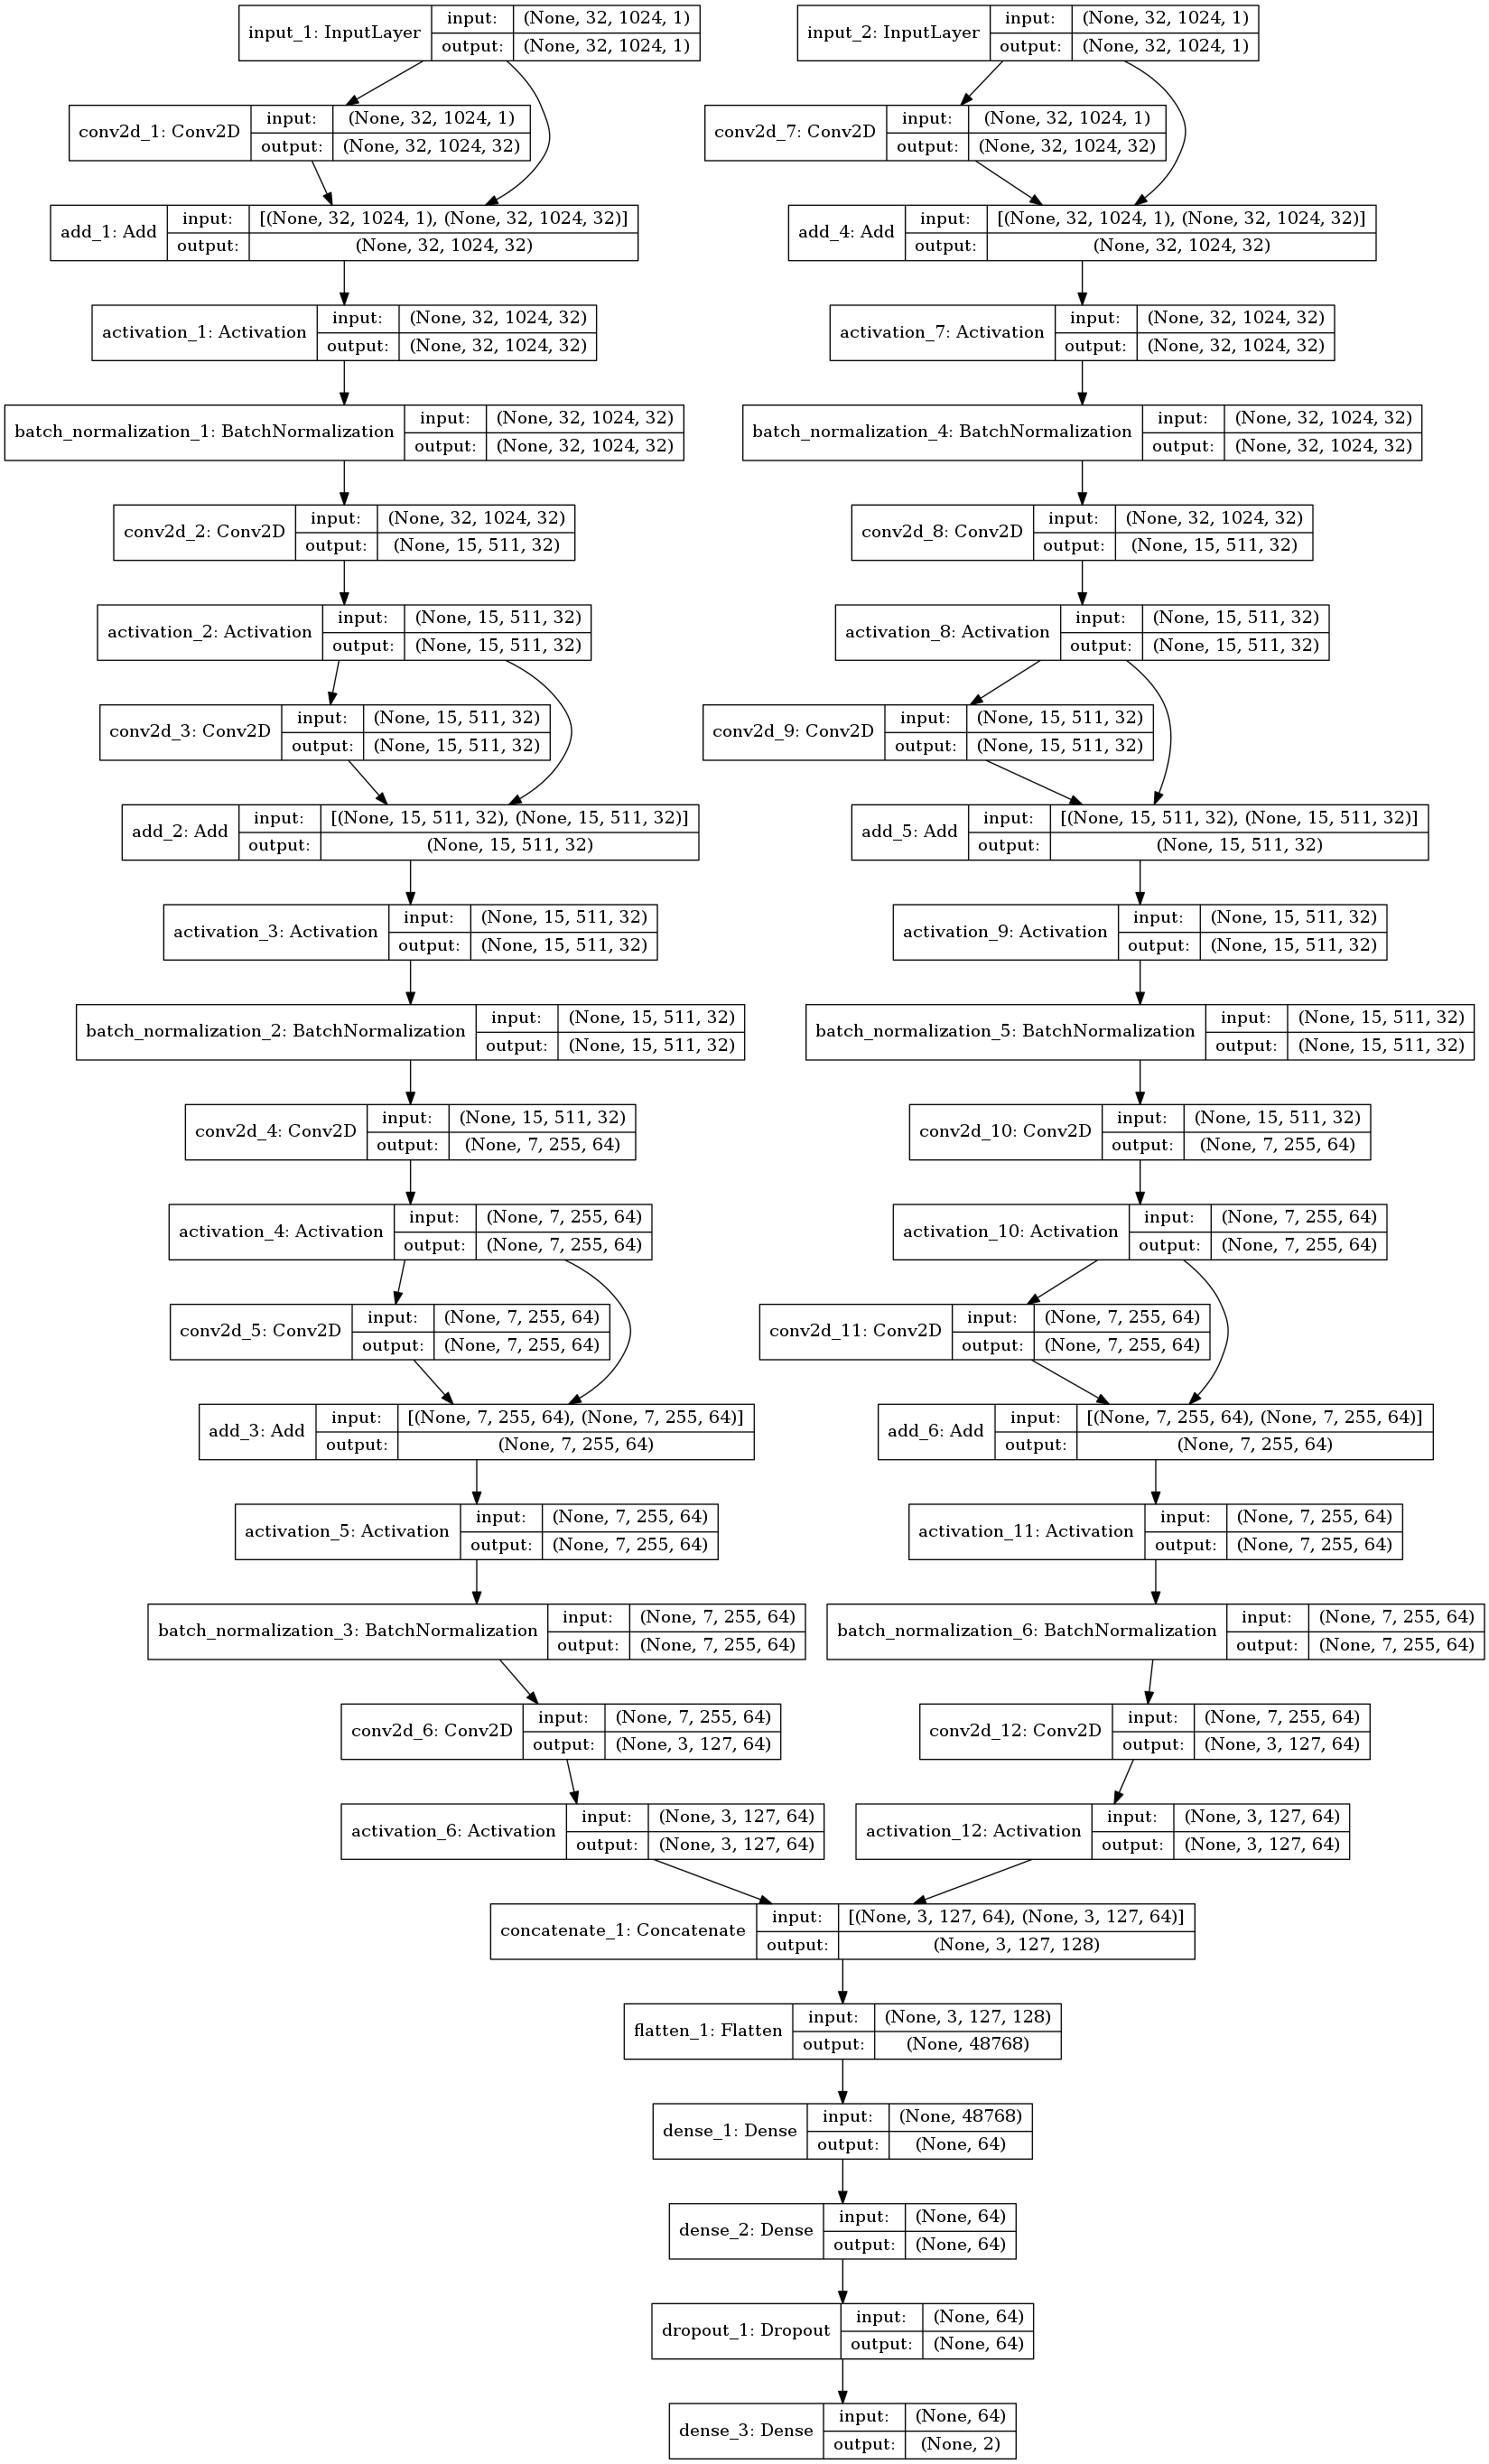 input_1: InputLayer input: (None, 32, 1024, 1)
output: (None, 32, 1024, 1)
input_2: InputLayer input: (None, 32, 1024, 1)
output: (None, 32, 1024, 1)
conv2d_1: Conv2D input: (None, 32, 1024, 1)
output: (None, 32, 1024, 32)
conv2d_7: Conv2D input: (None, 32, 1024, 1)
output: (None, 32, 1024, 32)
add_1: Add input: [(None, 32, 1024, 1), (None, 32, 1024, 32)]
output: (None, 32, 1024, 32)
add_4: Add input: [(None, 32, 1024, 1), (None, 32, 1024, 32)]
output: (None, 32, 1024, 32)
activation_1: Activation input: (None, 32, 1024, 32)
output: (None, 32, 1024, 32)
activation_7: Activation input: (None, 32, 1024, 32)
output: (None, 32, 1024, 32)
batch_normalization_1: BatchNormalization input: (None, 32, 1024, 32)
output: (None, 32, 1024, 32)
batch_normalization_4: BatchNormalization input: (None, 32, 1024, 32)
output: (None, 32, 1024, 32)
conv2d_2: Conv2D input: (None, 32, 1024, 32)
output: (None, 15, 511, 32)
conv2d_8: Conv2D input: (None, 32, 1024, 32)
output: (None, 15, 511, 32)
activation_2: Activation input: (None, 15, 511, 32)
output: (None, 15, 511, 32)
activation_8: Activation input: (None, 15, 511, 32)
output: (None, 15, 511, 32)
conv2d_3: Conv2D input: (None, 15, 511, 32)
output: (None, 15, 511, 32)
conv2d_9: Conv2D input: (None, 15, 511, 32)
output: (None, 15, 511, 32)
add_2: Add input: [(None, 15, 511, 32), (None, 15, 511, 32)]
output: (None, 15, 511, 32)
add_5: Add input: [(None, 15, 511, 32), (None, 15, 511, 32)]
output: (None, 15, 511, 32)
activation_3: Activation input: (None, 15, 511, 32)
output: (None, 15, 511, 32)
activation_9: Activation input: (None, 15, 511, 32)
output: (None, 15, 511, 32)
batch_normalization_2: BatchNormalization input: (None, 15, 511, 32)
output: (None, 15, 511, 32)
batch_normalization_5: BatchNormalization input: (None, 15, 511, 32)
output: (None, 15, 511, 32)
conv2d_4: Conv2D input: (None, 15, 511, 32)
output: (None, 7, 255, 64)
conv2d_10: Conv2D input: (None, 15, 511, 32)
output: (None, 7, 255, 64)
activation_4: Activation input: (None, 7, 255, 64)
output: (None, 7, 255, 64)
activation_10: Activation input: (None, 7, 255, 64)
output: (None, 7, 255, 64)
conv2d_5: Conv2D input: (None, 7, 255, 64)
output: (None, 7, 255, 64)
conv2d_11: Conv2D input: (None, 7, 255, 64)
output: (None, 7, 255, 64)
add_3: Add input: [(None, 7, 255, 64), (None, 7, 255, 64)]
output: (None, 7, 255, 64)
add_6: Add input: [(None, 7, 255, 64), (None, 7, 255, 64)]
output: (None, 7, 255, 64)
activation_5: Activation input: (None, 7, 255, 64)
output: (None, 7, 255, 64)
activation_11: Activation input: (None, 7, 255, 64)
output: (None, 7, 255, 64)
batch_normalization_3: BatchNormalization input: (None, 7, 255, 64)
output: (None, 7, 255, 64)
batch_normalization_6: BatchNormalization input: (None, 7, 255, 64)
output: (None, 7, 255, 64)
conv2d_6: Conv2D input: (None, 7, 255, 64)
output: (None, 3, 127, 64)
conv2d_12: Conv2D input: (None, 7, 255, 64)
output: (None, 3, 127, 64)
activation_6: Activation input: (None, 3, 127, 64)
output: (None, 3, 127, 64)
activation_12: Activation input: (None, 3, 127, 64)
output: (None, 3, 127, 64)
concatenate_1: Concatenate input: [(None, 3, 127, 64), (None, 3, 127, 64)]
output: (None, 3, 127, 128)
flatten_1: Flatten input: (None, 3, 127, 128)
output: (None, 48768)
dense_1: Dense input: (None, 48768)
output: (None, 64)
dense_2: Dense input: (None, 64)
output: (None, 64)
dropout_1: Dropout input: (None, 64)
output: (None, 64)
dense_3: Dense input: (None, 64)
output: (None, 2)